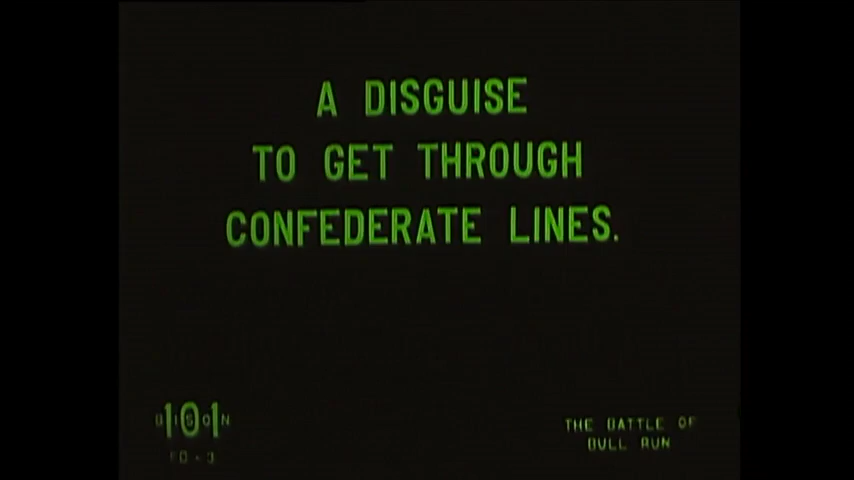 A DISGUISE
TO GET THROUGH
CONFEDERATE LINES.
BISON
101
THE BATTLE OF
BULL RUN